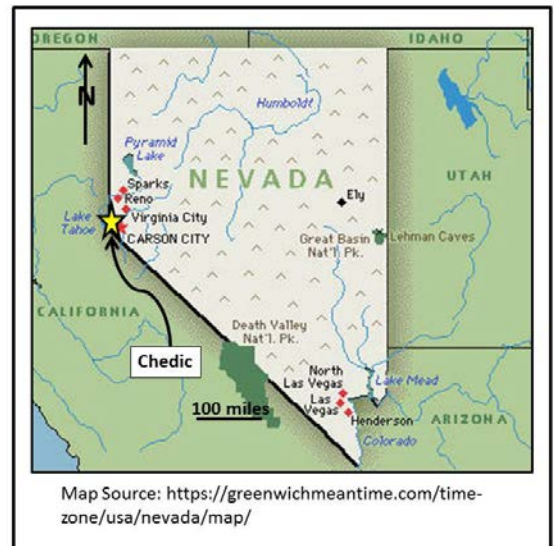 OREGON
IDAHO
N
Humboldt
Pyramid
Lake
NEVADA
Sparks
Reno
UTAH
Ely
Lake
Tahoe
Virginia City
CARSON CITY
Great Basin
Nat'l. Pk.
Lehman Caves
CALIFORNIA
Death Valley
Nat'l. Pk.
Chedic
North
Las Vegas
Lake Mead
Las
Vegas
100 miles
Henderson
ARIZONA
Colorado
Map Source: https://greenwichmeantime.com/time-
zone/usa/nevada/map/